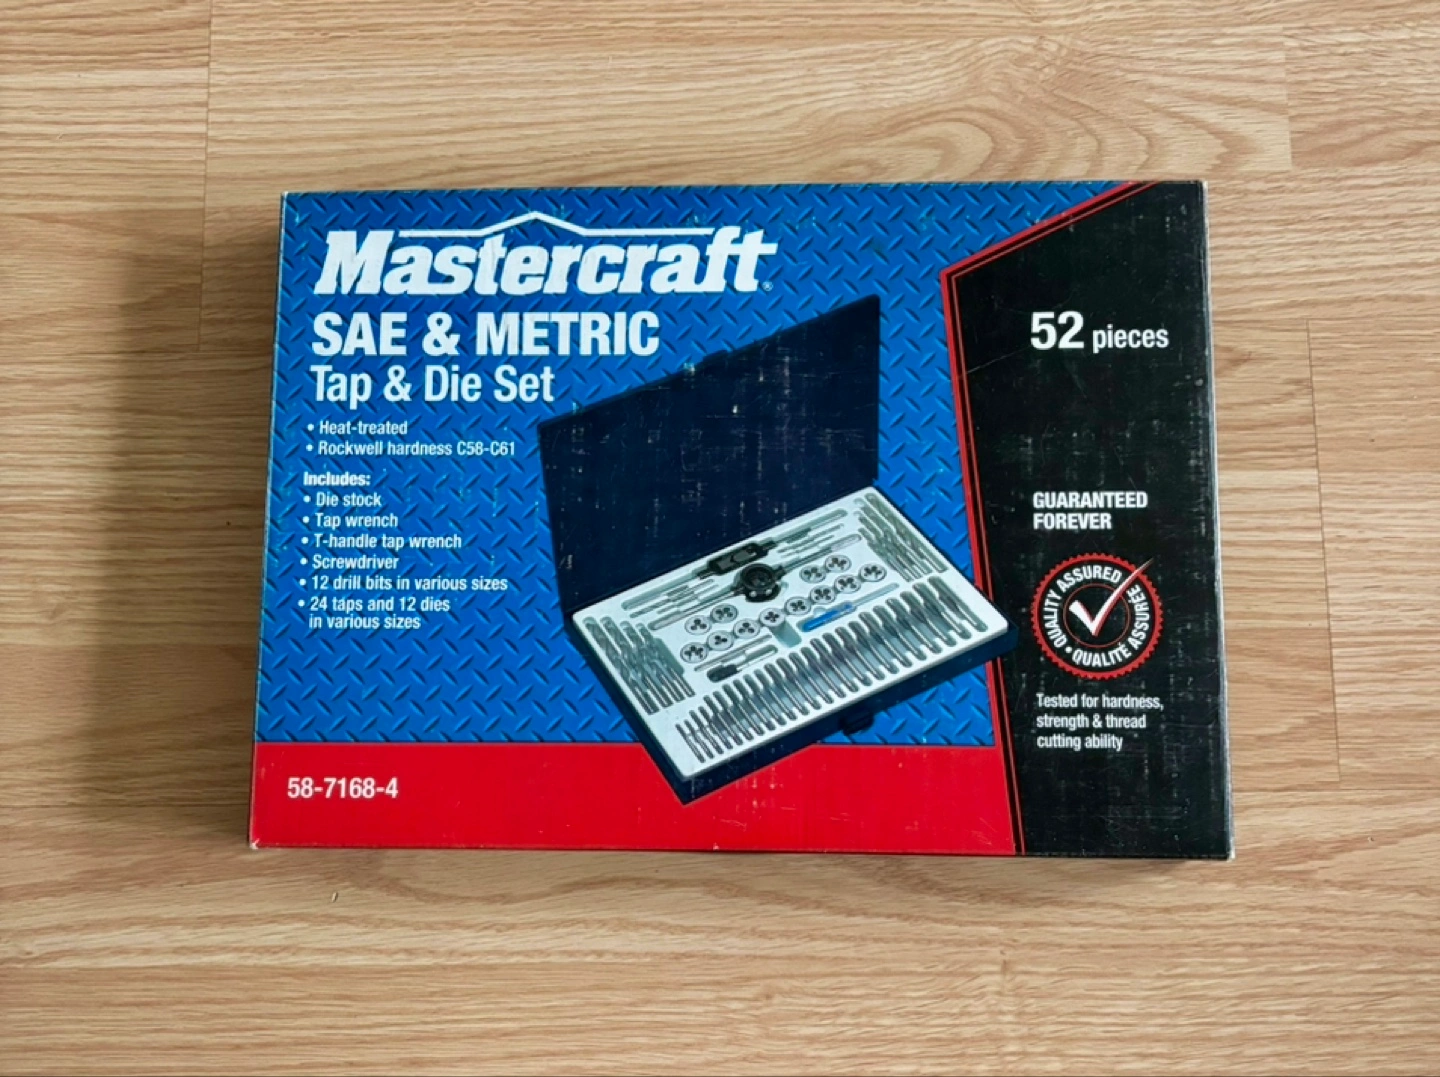 Mastercraft®
SAE & METRIC
Tap & Die Set
• Heat-treated
• Rockwell hardness C58-C61
Includes:
• Die stock
• Tap wrench
• T-handle tap wrench
• Screwdriver
• 12 drill bits in various sizes
• 24 taps and 12 dies
in various sizes
58-7168-4
52 pieces
GUARANTEED
FOREVER
QUALITY ASSURED
• QUALITÉ ASSURÉE
Tested for hardness,
strength & thread
cutting ability